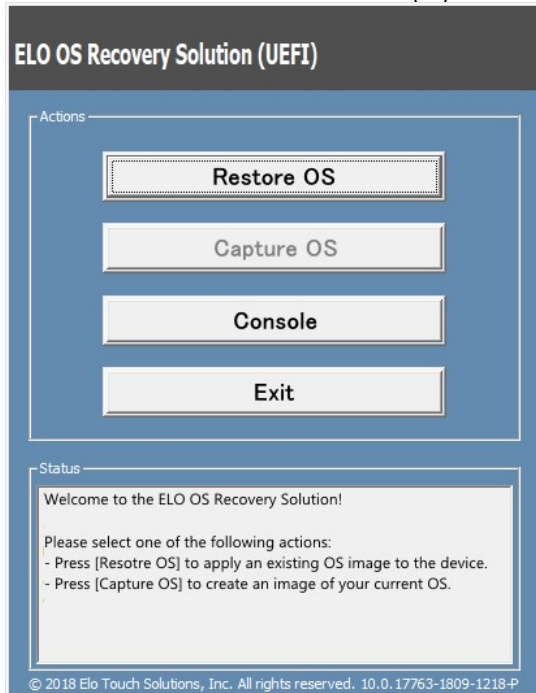 ELO OS Recovery Solution (UEFI)
Actions
Restore OS
Capture OS
Console
Exit
Status
Welcome to the ELO OS Recovery Solution!
Please select one of the following actions:
- Press [Resotre OS] to apply an existing OS image to the device.
- Press [Capture OS] to create an image of your current OS.
© 2018 Elo Touch Solutions, Inc. All rights reserved. 10.0.17763-1809-1218-P